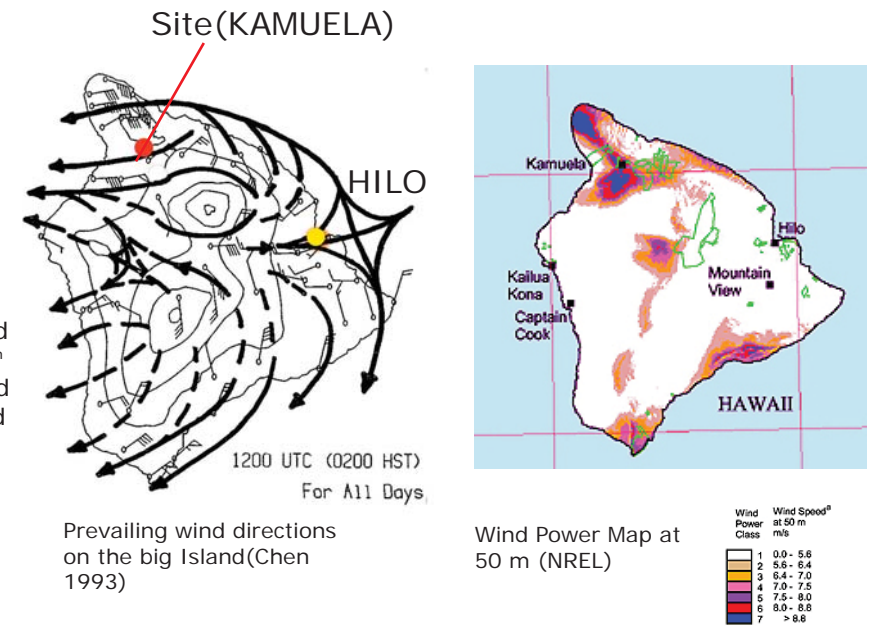 Site(KAMUELA)
HILO
d
n
d
d
1200 UTC (0200 HST)
For All Days
Prevailing wind directions
on the big Island(Chen
1993)
Kamuela
Hilo
Kailua
Kona
Mountain
View
Captain
Cook
HAWAII
Wind Power Map at
50 m (NREL)
Wind Power Class
Wind Speedᵃ at 50 m m/s
1 0.0 - 5.6
2 5.6 - 6.4
3 6.4 - 7.0
4 7.0 - 7.5
5 7.5 - 8.0
6 8.0 - 8.8
7 > 8.8